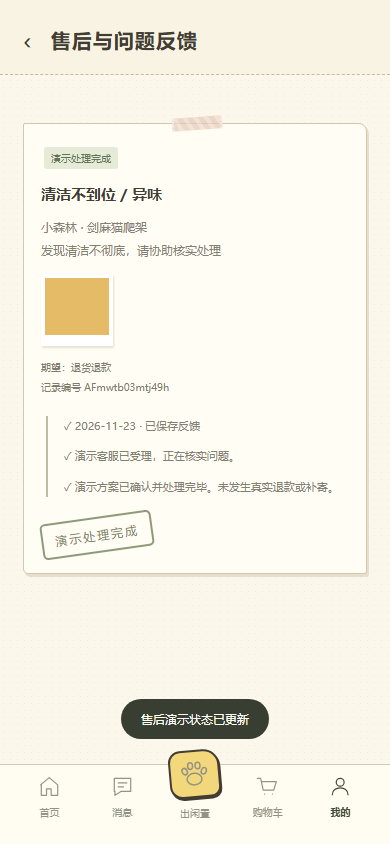 售后与问题反馈
演示处理完成
清洁不到位 / 异味
小森林 · 剑麻猫爬架
发现清洁不彻底，请协助核实处理
期望：退货退款
记录编号 AFmwtb03mtj49h
✓ 2026-11-23 · 已保存反馈
✓ 演示客服已受理，正在核实问题。
✓ 演示方案已确认并处理完毕。未发生真实退款或补寄。
演示处理完成
售后演示状态已更新
首页
消息
出闲置
购物车
我的